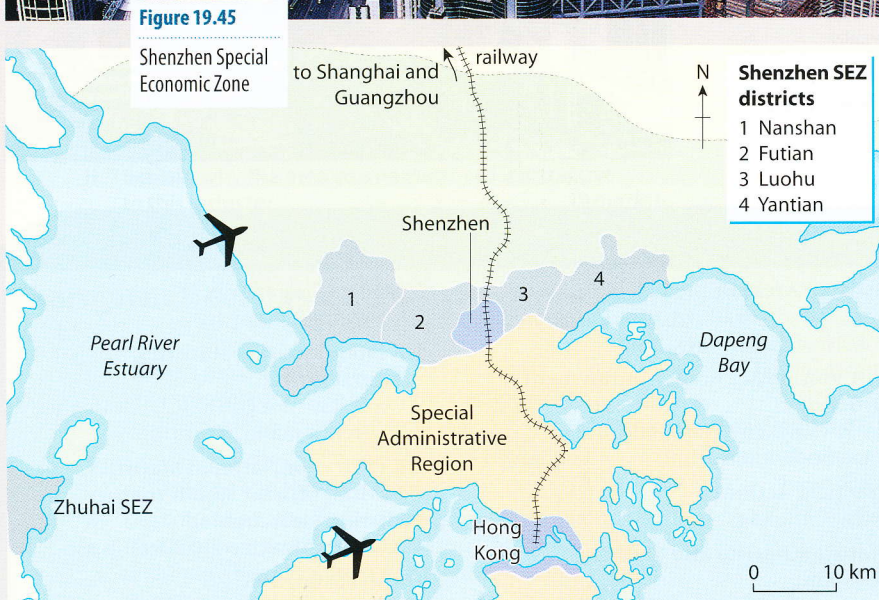 Figure 19.45
Shenzhen Special
Economic Zone
to Shanghai and
Guangzhou
railway
N
Shenzhen SEZ
districts
1 Nanshan
2 Futian
3 Luohu
4 Yantian
Shenzhen
1
2
3
4
Pearl River
Estuary
Dapeng
Bay
Special
Administrative
Region
Zhuhai SEZ
Hong
Kong
0 10 km